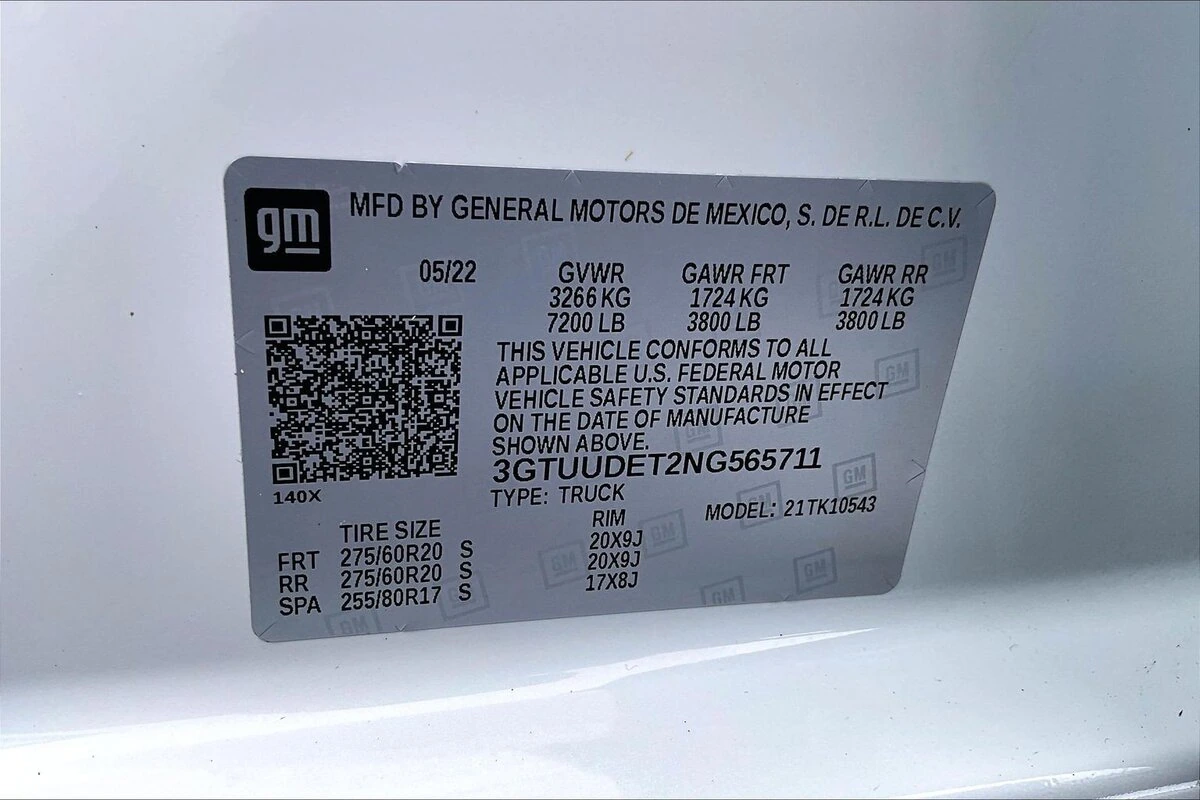 gm MFD BY GENERAL MOTORS DE MEXICO, S. DE R.L. DE C.V.
05/22 GVWR GAWR FRT GAWR RR
3266 KG 1724 KG 1724 KG
7200 LB 3800 LB 3800 LB
THIS VEHICLE CONFORMS TO ALL
APPLICABLE U.S. FEDERAL MOTOR
VEHICLE SAFETY STANDARDS IN EFFECT
ON THE DATE OF MANUFACTURE
SHOWN ABOVE.
3GTUUDET2NG565711
140X
TYPE: TRUCK MODEL: 21TK10543
TIRE SIZE RIM
FRT 275/60R20 S 20X9J
RR 275/60R20 S 20X9J
SPA 255/80R17 S 17X8J